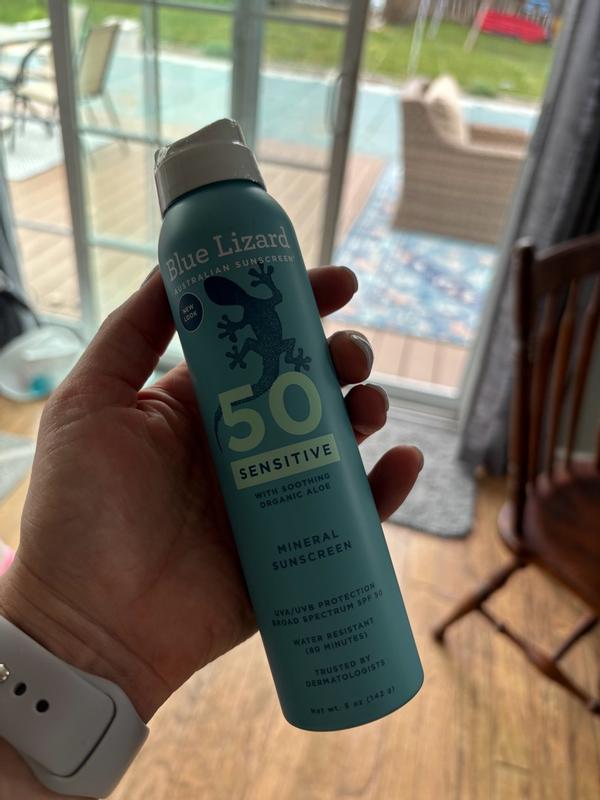 Blue Lizard
AUSTRALIAN SUNSCREEN
NEW
LOOK
50
SENSITIVE
WITH SOOTHING
ORGANIC ALOE
MINERAL
SUNSCREEN
UVA/UVB PROTECTION
BROAD SPECTRUM SPF 50
WATER RESISTANT
(80 MINUTES)
TRUSTED BY
DERMATOLOGISTS
Net wt. 5 oz (142 g)